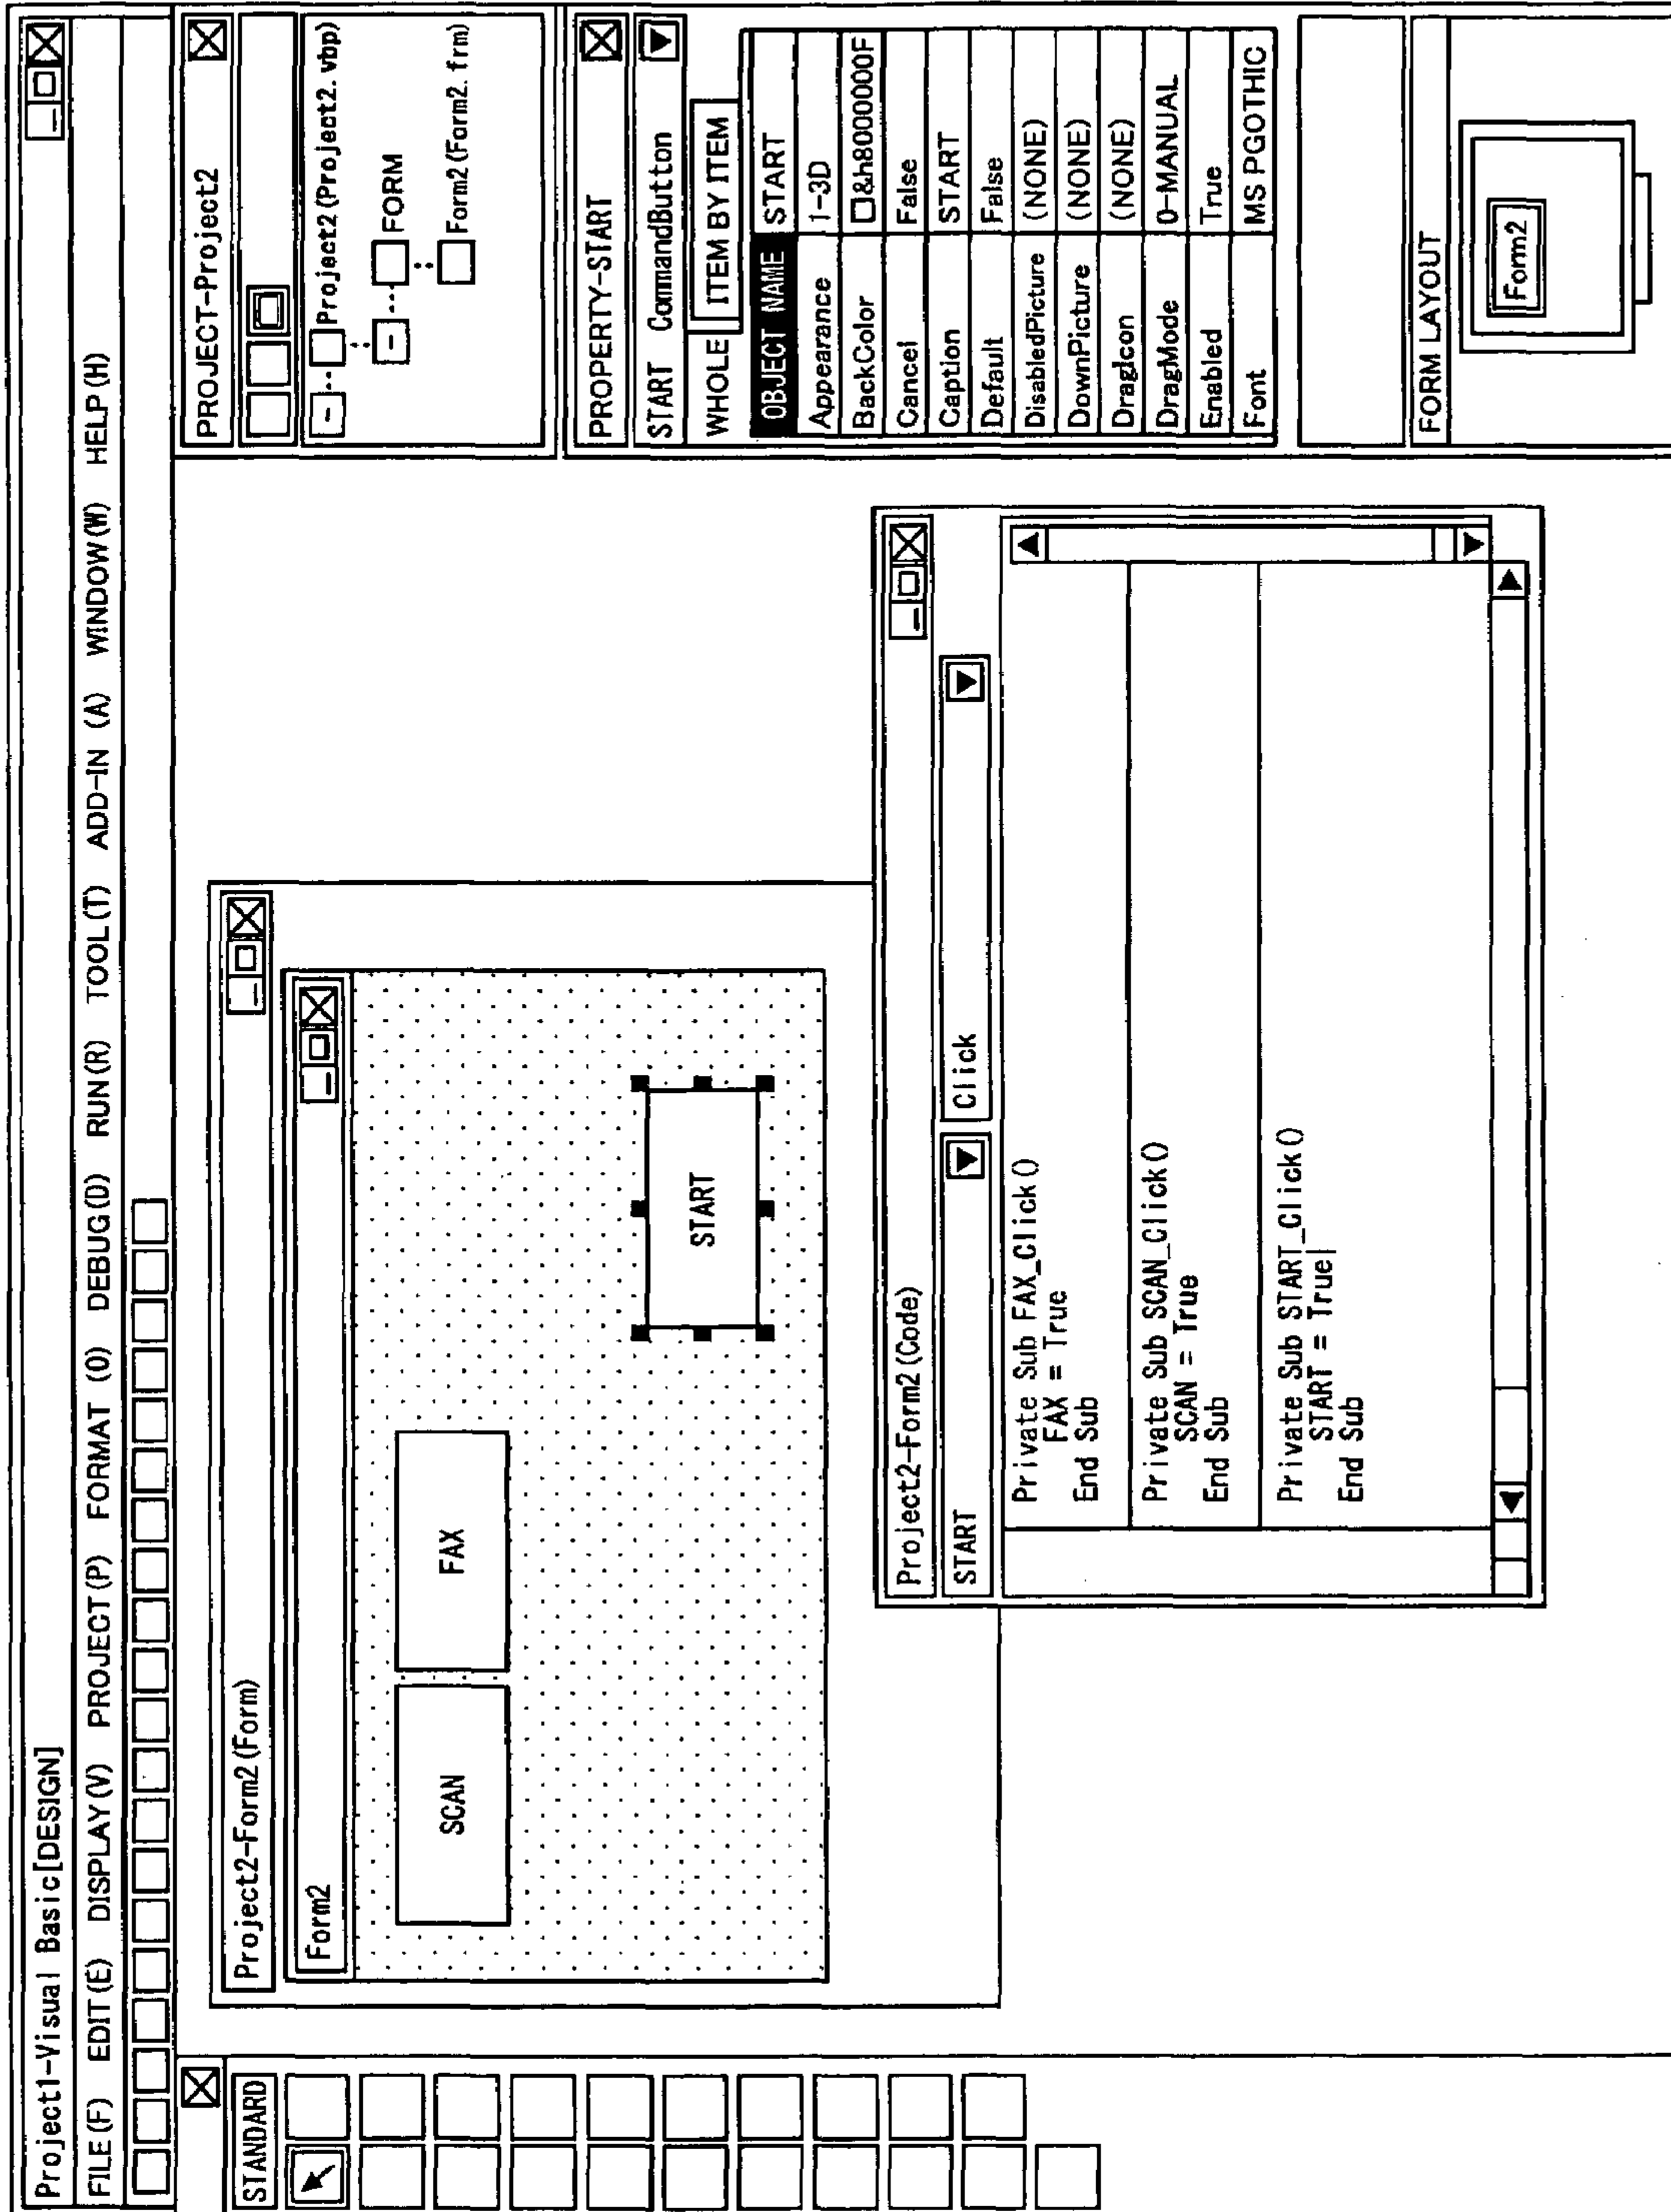 Project1-Visual Basic[DESIGN]
FILE(F) EDIT(E) DISPLAY(V) PROJECT(P) FORMAT (O) DEBUG(D) RUN(R) TOOL(T) ADD-IN (A) WINDOW(W) HELP(H)
STANDARD
Project2-Form2(Form)
Form2
SCAN
FAX
START
Project2-Form2(Code)
START
Click
Private Sub FAX_Click()
FAX = True
End Sub
Private Sub SCAN_Click()
SCAN = True
End Sub
Private Sub START_Click()
START = True
End Sub
PROJECT-Project2
Project2(Project2.vbp)
FORM
Form2(Form2.frm)
PROPERTY-START
START CommandButton
WHOLE ITEM BY ITEM
OBJECT NAME START
Appearance 1-3D
BackColor &h8000000F
Cancel False
Caption START
Default False
DisabledPicture (NONE)
DownPicture (NONE)
DragIcon (NONE)
DragMode 0-MANUAL
Enabled True
Font MS PGOTHIC
FORM LAYOUT
Form2